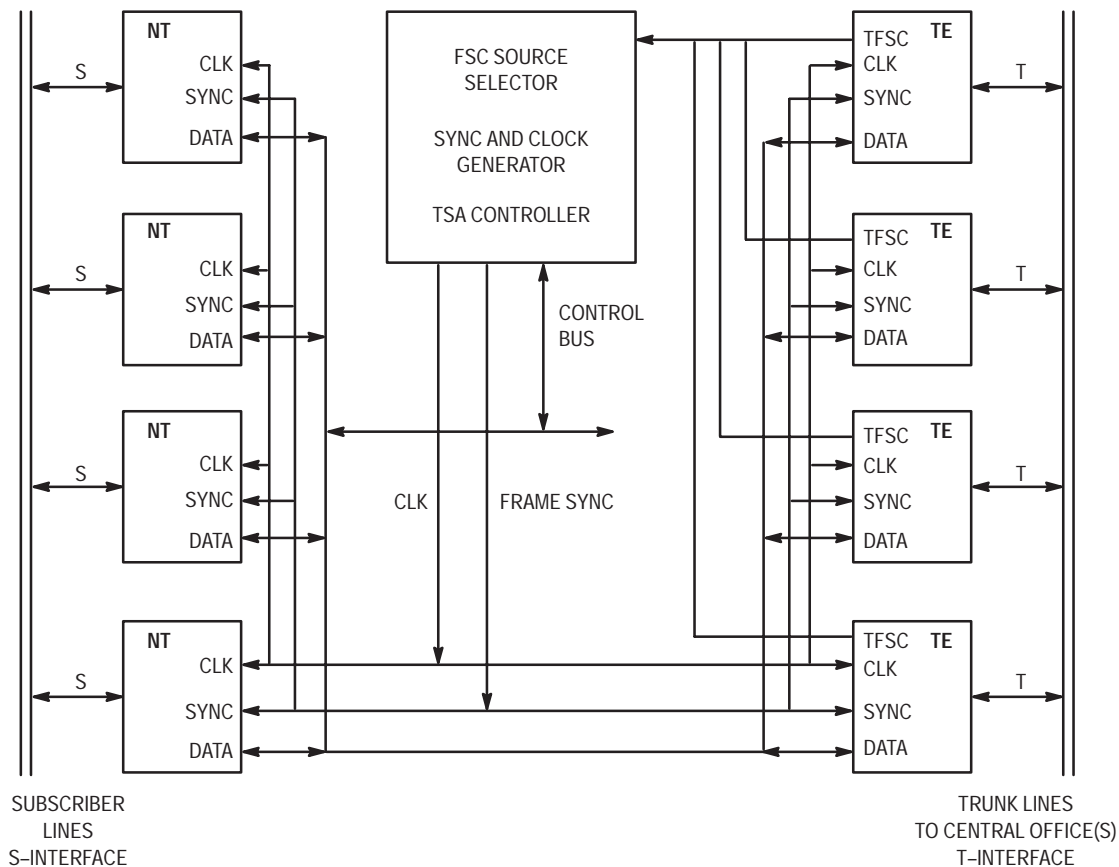 NT
CLK
SYNC
DATA
S
FSC SOURCE
SELECTOR
SYNC AND CLOCK
GENERATOR
TSA CONTROLLER
TFSC
TE
CLK
SYNC
DATA
T
NT
CLK
SYNC
DATA
S
CONTROL
BUS
TFSC
TE
CLK
SYNC
DATA
T
NT
CLK
SYNC
DATA
S
CLK
FRAME SYNC
TFSC
TE
CLK
SYNC
DATA
T
NT
CLK
SYNC
DATA
S
TFSC
TE
CLK
SYNC
DATA
T
SUBSCRIBER
LINES
S–INTERFACE
TRUNK LINES
TO CENTRAL OFFICE(S)
T–INTERFACE